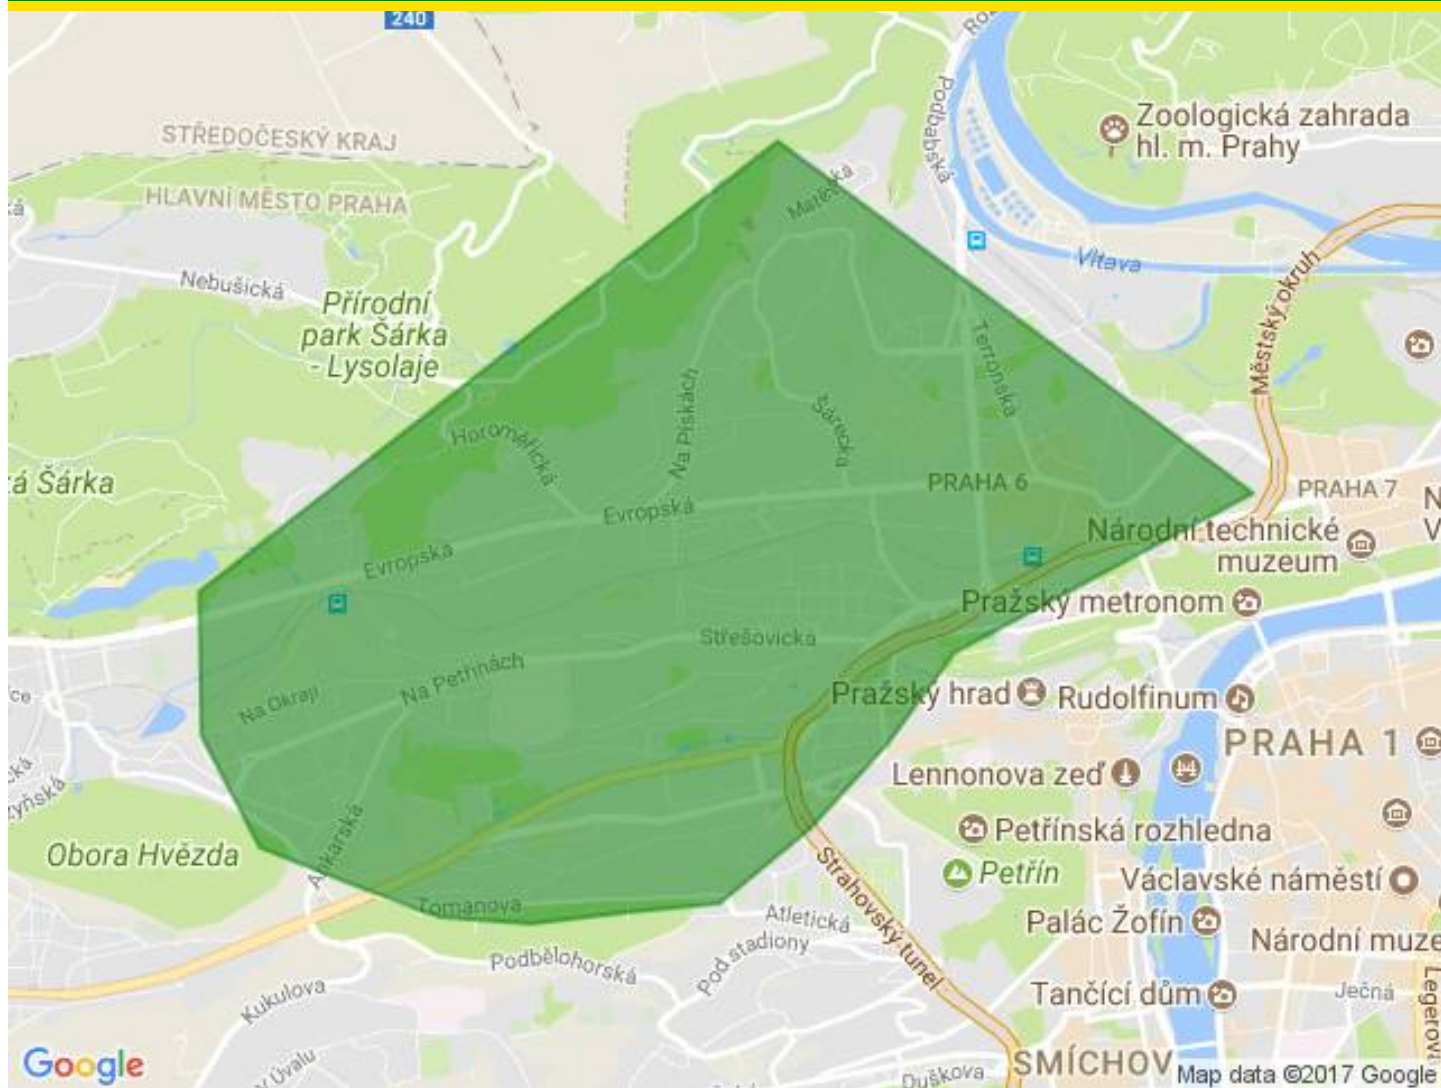 240
Podbabská
Zoologická zahrada
hl. m. Prahy
STŘEDOČESKÝ KRAJ
HLAVNÍ MĚSTO PRAHA
Matějská
Vltava
Městský okruh
Nebušická
Přírodní
park Šárka
- Lysolaje
Terronská
Na Pískách
Šárecká
Horoměřická
á Šárka
PRAHA 6
PRAHA 7
Evropská
Národní technické
muzeum
Evropská
Pražský metronom
Střešovická
Na Petřinách
Na Okraji
Pražský hrad
Rudolfinum
PRAHA 1
Lennonova zeď
Petřínská rozhledna
Obora Hvězda
Ankarská
Petřín
Václavské náměstí
Strahovský tunel
Tomanova
Atletická
Palác Žofín
Národní muze
Pod stadiony
Podbělohorská
Kukulova
Tančící dům
Ječná
Legerova
Google
v Úvalu
Duškova
SMÍCHOV
Map data ©2017 Google